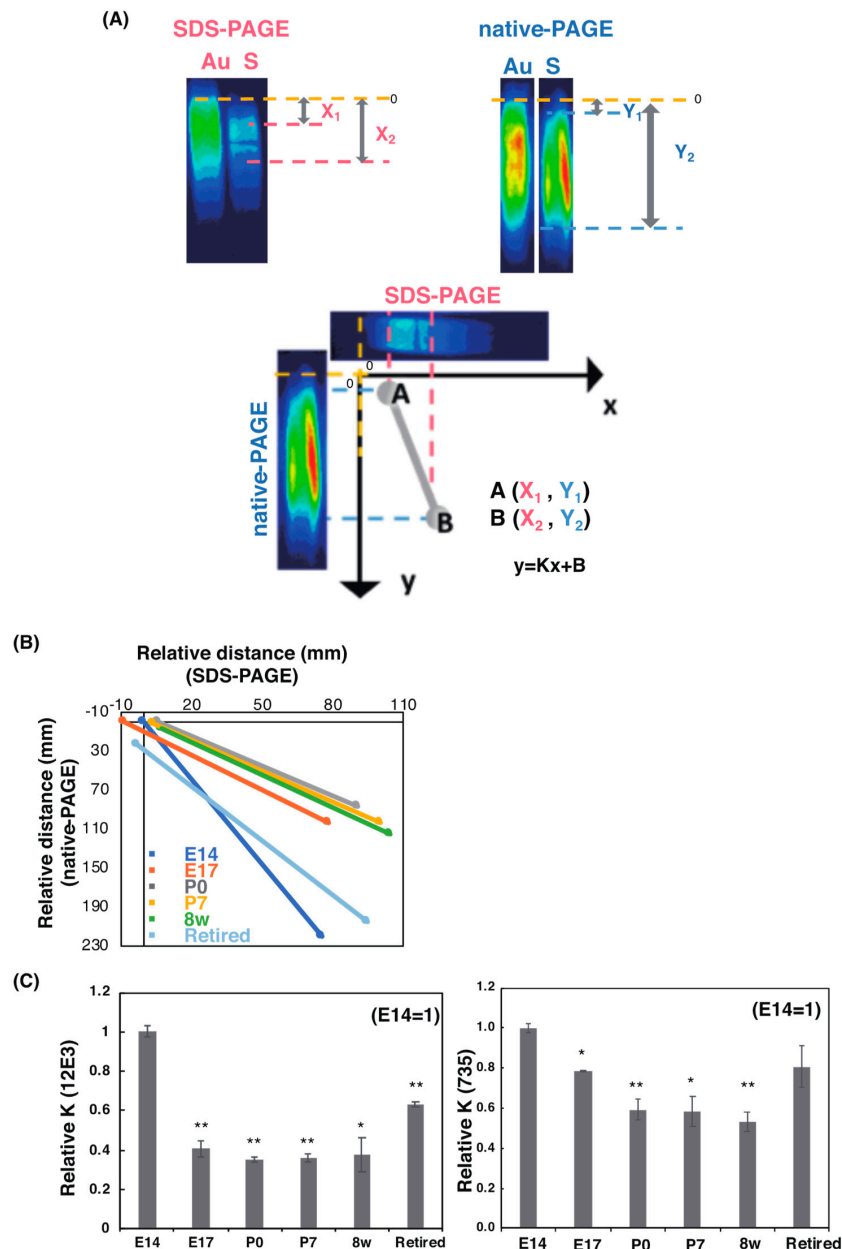 (A)
SDS-PAGE
native-PAGE
Au S
Au S
0
0
X1
Y1
X2
Y2
SDS-PAGE
0
0
A
x
native-PAGE
A (X1 , Y1)
B
B (X2 , Y2)
y=Kx+B
y
(B)
Relative distance (mm)
(SDS-PAGE)
-10 20 50 80 110
-10
30
70
110
150
190
230
Relative distance (mm)
(native-PAGE)
E14
E17
P0
P7
8w
Retired
(C)
1.2
1
0.8
0.6
0.4
0.2
0
Relative K (12E3)
(E14=1)
** ** ** * **
E14 E17 P0 P7 8w Retired
1.2
1.0
0.8
0.6
0.4
0.2
0.0
Relative K (735)
(E14=1)
* ** * **
E14 E17 P0 P7 8w Retired